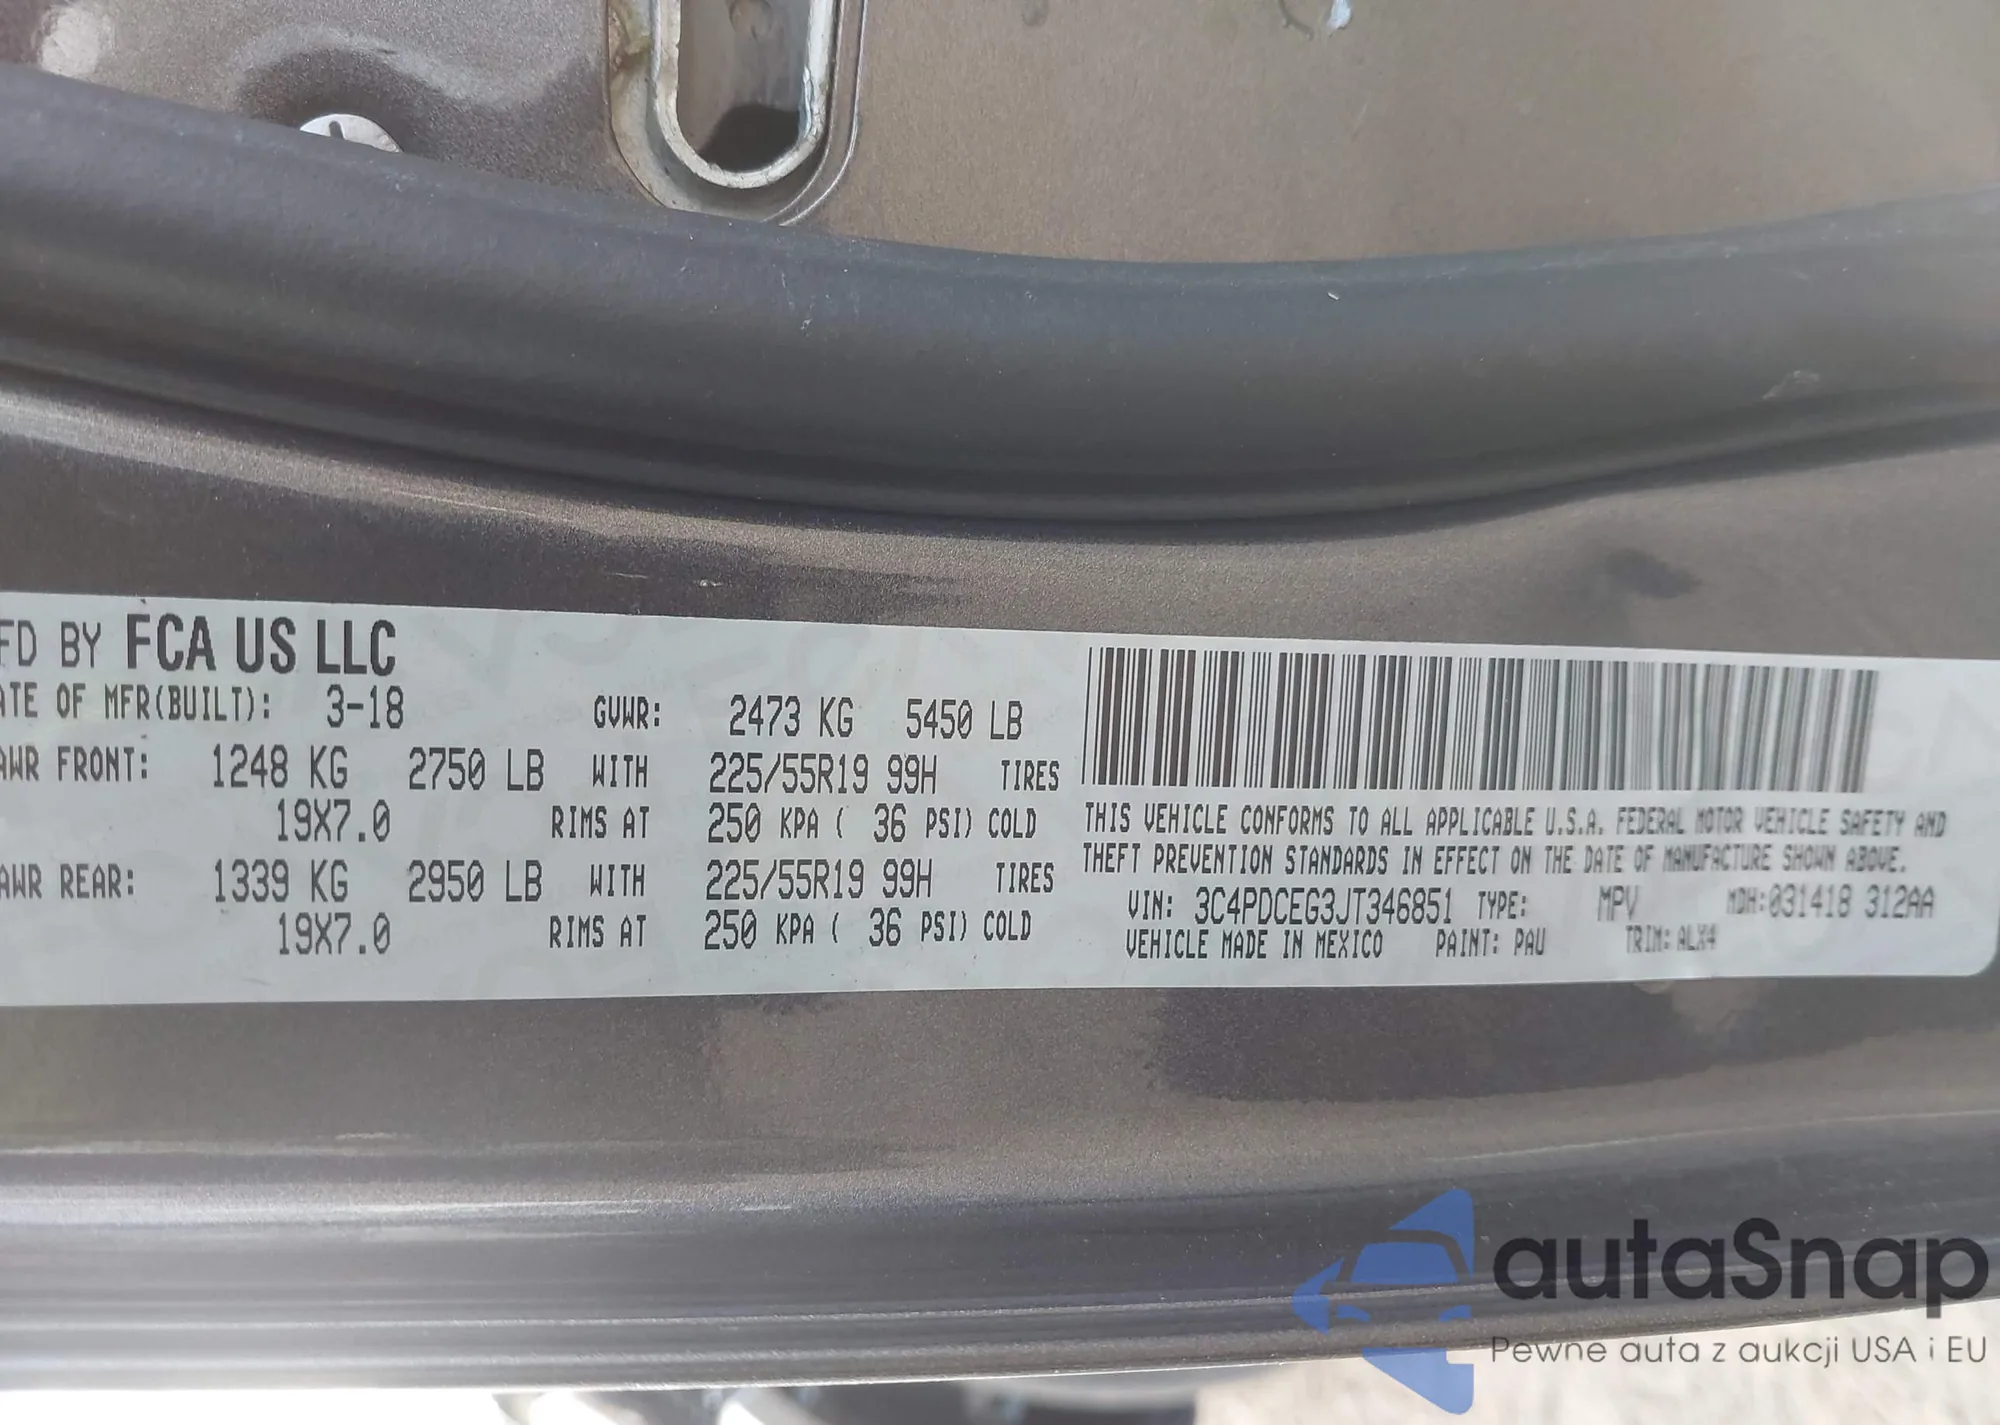 FD BY FCA US LLC
ATE OF MFR(BUILT): 3-18 GVWR: 2473 KG 5450 LB
AWR FRONT: 1248 KG 2750 LB WITH 225/55R19 99H TIRES
19X7.0 RIMS AT 250 KPA ( 36 PSI) COLD
AWR REAR: 1339 KG 2950 LB WITH 225/55R19 99H TIRES
19X7.0 RIMS AT 250 KPA ( 36 PSI) COLD
THIS VEHICLE CONFORMS TO ALL APPLICABLE U.S.A. FEDERAL MOTOR VEHICLE SAFETY AND
THEFT PREVENTION STANDARDS IN EFFECT ON THE DATE OF MANUFACTURE SHOWN ABOVE.
VIN: 3C4PDCEG3JT346851 TYPE: MPV MDH:031418 312AA
VEHICLE MADE IN MEXICO PAINT: PAU TRIM: ALX4
autaSnap
Pewne auta z aukcji USA i EU